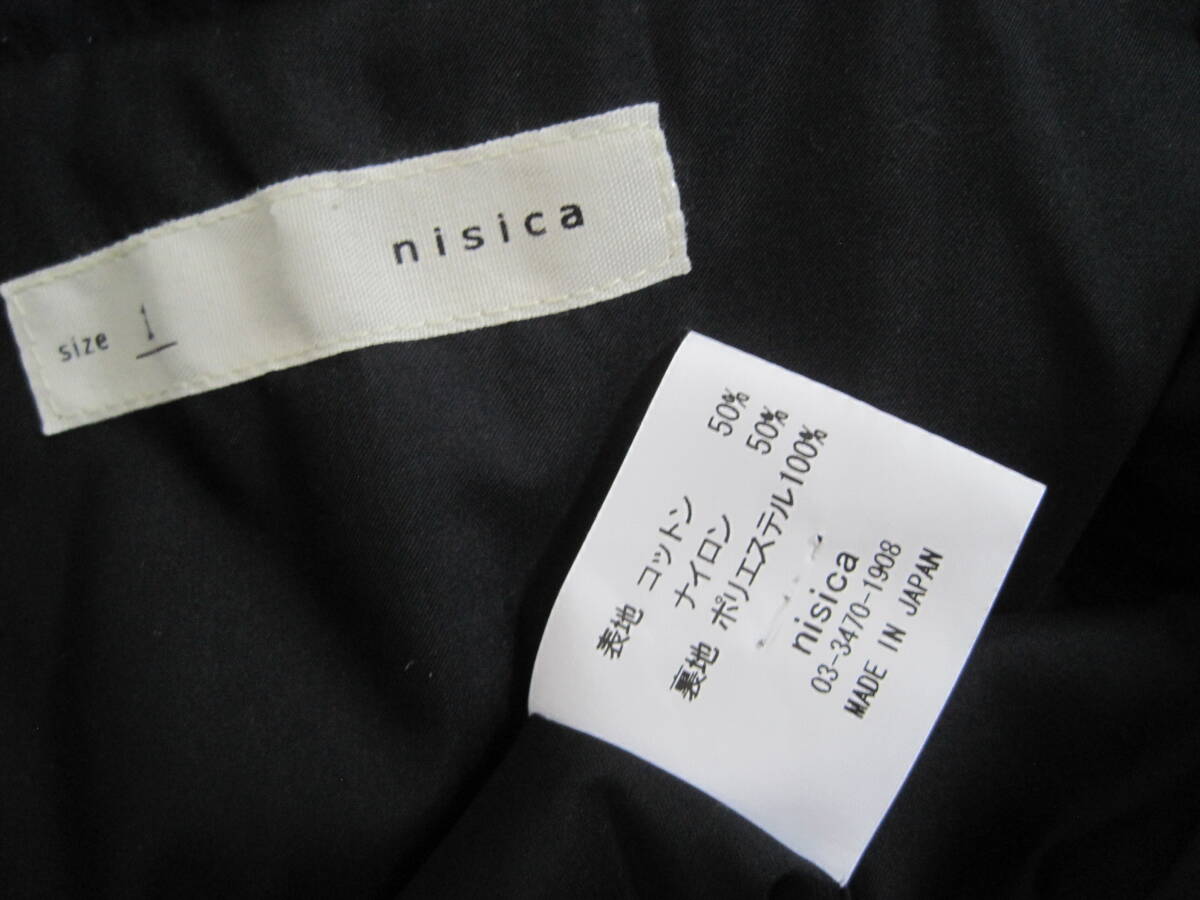 nisica
size 1
表地 コットン 50%
ナイロン 50%
裏地 ポリエステル100%
nisica
03-3470-1908
MADE IN JAPAN